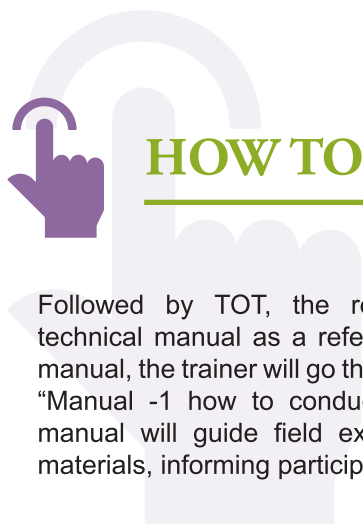 HOW TO
Followed by TOT, the re
technical manual as a refe
manual, the trainer will go th
“Manual -1 how to condu
manual will guide field ex
materials, informing particip